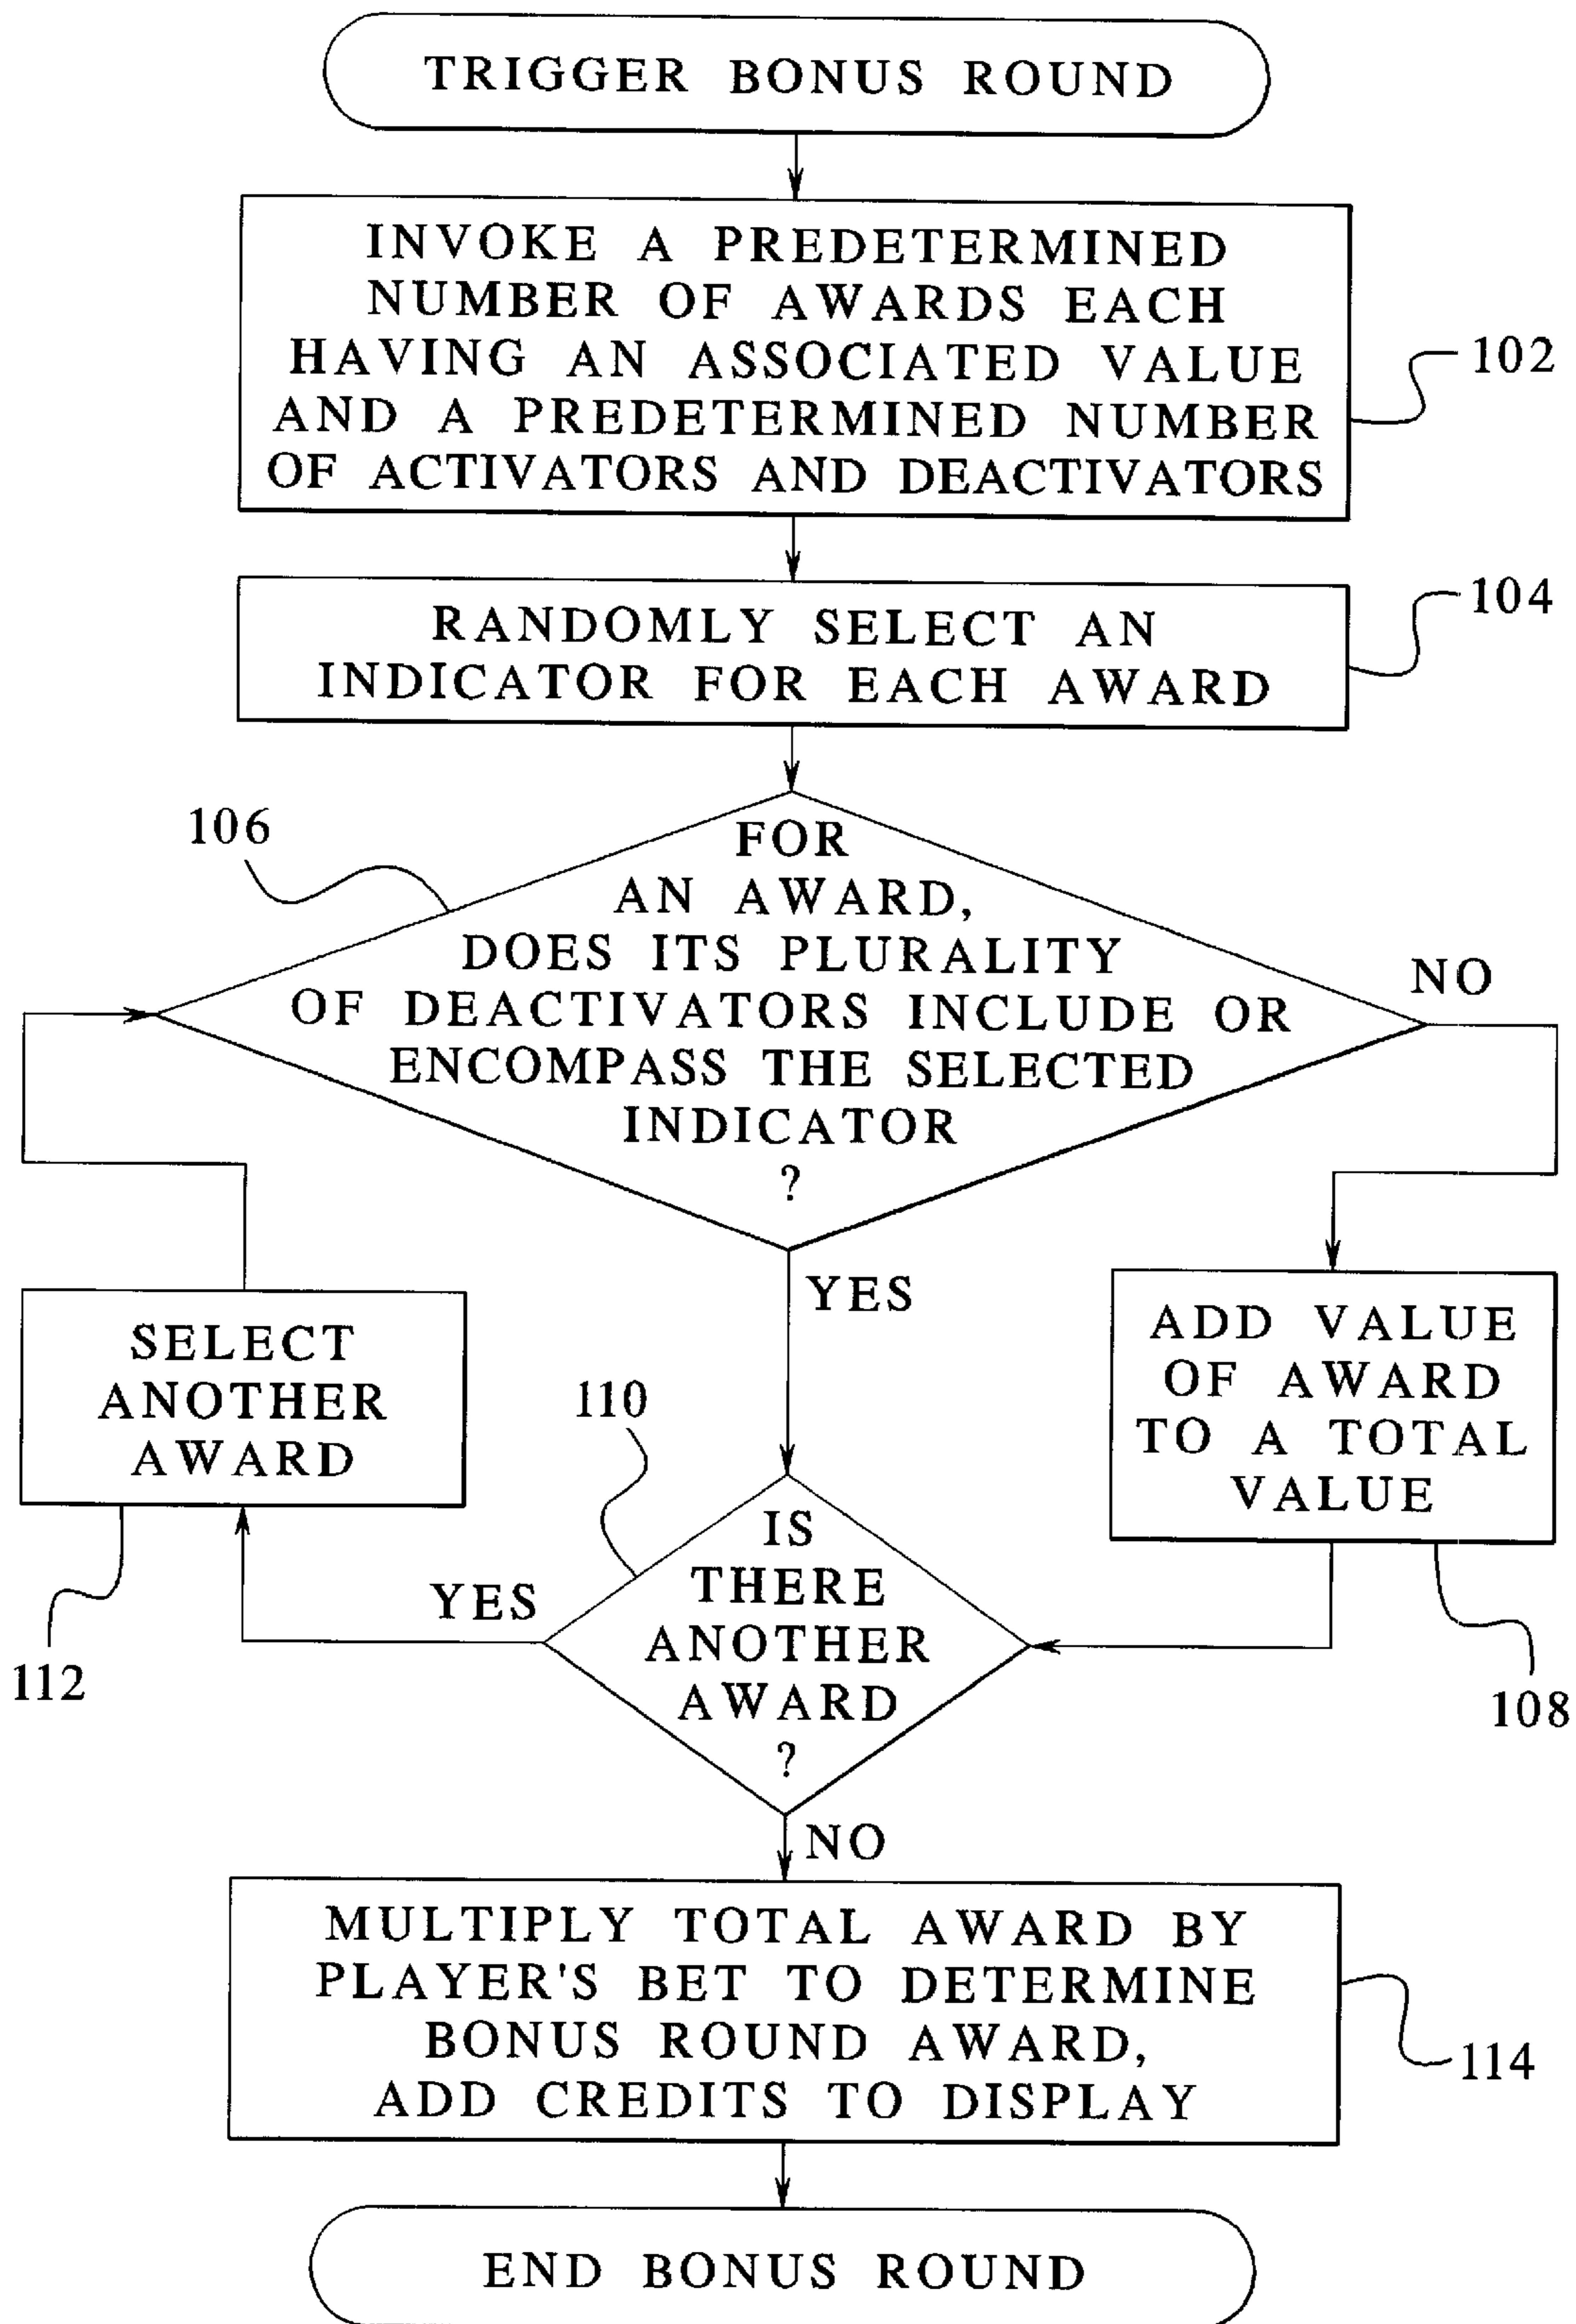 TRIGGER BONUS ROUND
INVOKE A PREDETERMINED
NUMBER OF AWARDS EACH
HAVING AN ASSOCIATED VALUE
AND A PREDETERMINED NUMBER
OF ACTIVATORS AND DEACTIVATORS
102
RANDOMLY SELECT AN
INDICATOR FOR EACH AWARD
104
106
FOR
AN AWARD,
DOES ITS PLURALITY
OF DEACTIVATORS INCLUDE OR
ENCOMPASS THE SELECTED
INDICATOR
?
NO
YES
ADD VALUE
OF AWARD
TO A TOTAL
VALUE
108
SELECT
ANOTHER
AWARD
112
110
IS
THERE
ANOTHER
AWARD
?
YES
NO
MULTIPLY TOTAL AWARD BY
PLAYER'S BET TO DETERMINE
BONUS ROUND AWARD,
ADD CREDITS TO DISPLAY
114
END BONUS ROUND